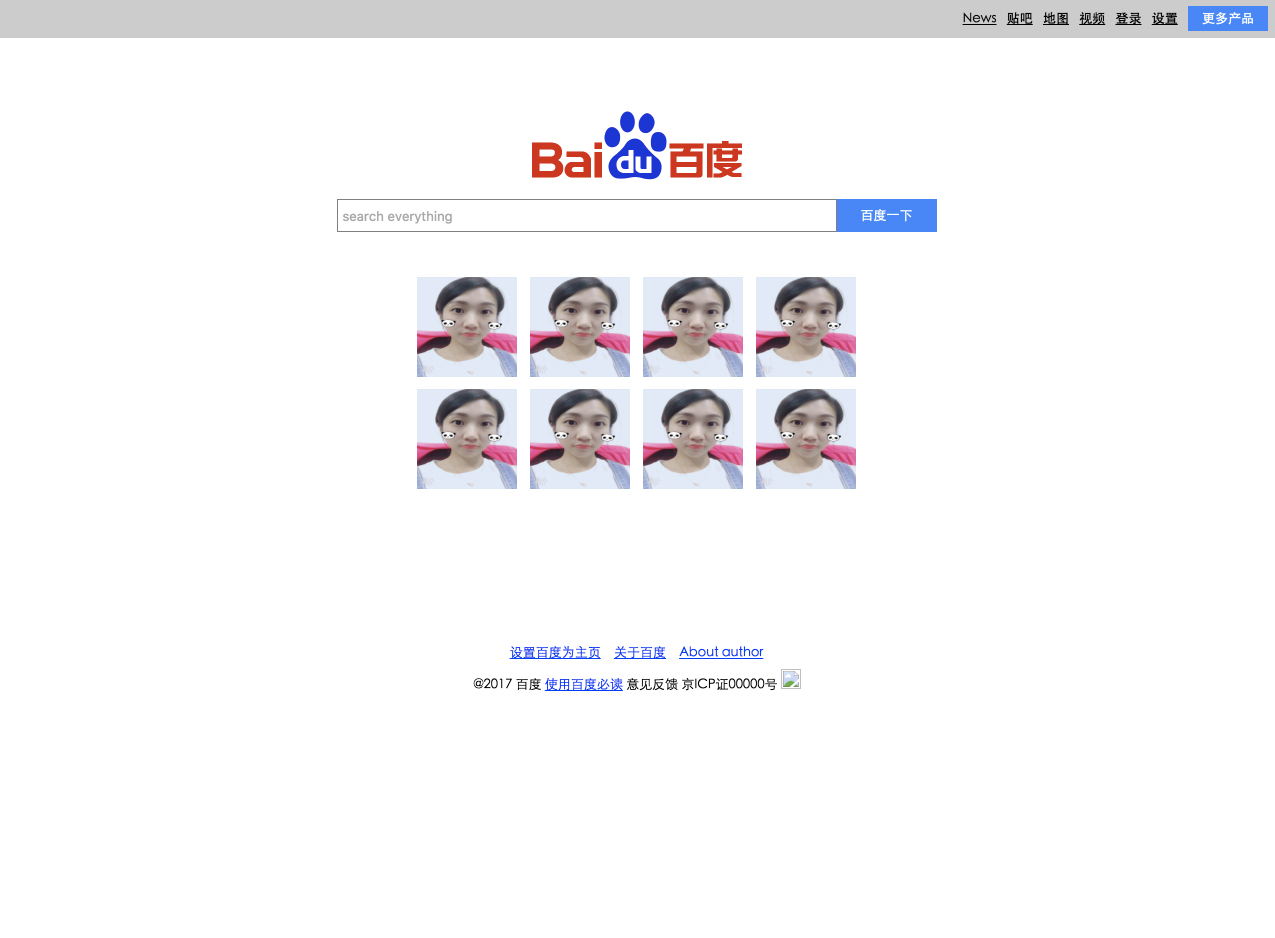 News 贴吧 地图 视频 登录 设置 更多产品
Bai du 百度
search everything 百度一下
设置百度为主页 关于百度 About author
@2017 百度 使用百度必读 意见反馈 京ICP证00000号